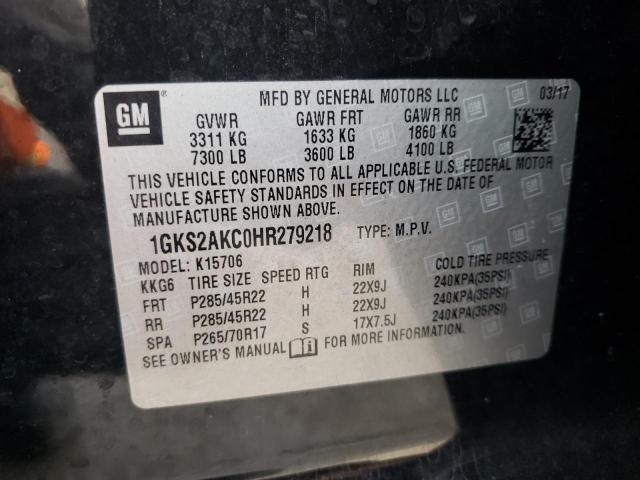 GM ®
MFD BY GENERAL MOTORS LLC 03/17
GVWR GAWR FRT GAWR RR
3311 KG 1633 KG 1860 KG
7300 LB 3600 LB 4100 LB
THIS VEHICLE CONFORMS TO ALL APPLICABLE U.S. FEDERAL MOTOR
VEHICLE SAFETY STANDARDS IN EFFECT ON THE DATE OF
MANUFACTURE SHOWN ABOVE.
1GKS2AKC0HR279218 TYPE: M.P.V.
MODEL: K15706
KKG6 TIRE SIZE SPEED RTG RIM COLD TIRE PRESSURE
FRT P285/45R22 H 22X9J 240KPA(35PSI)
RR P285/45R22 H 22X9J 240KPA(35PSI)
SPA P265/70R17 S 17X7.5J 240KPA(35PSI)
SEE OWNER'S MANUAL FOR MORE INFORMATION.